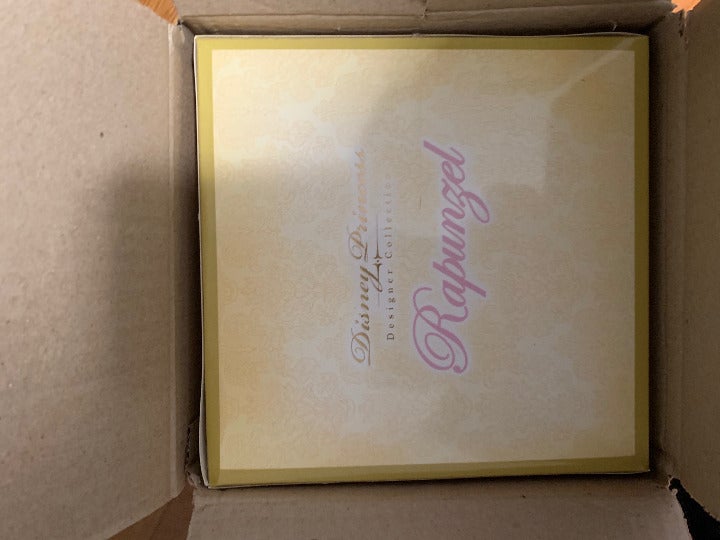 Disney Princess
Designer Collection
Rapunzel